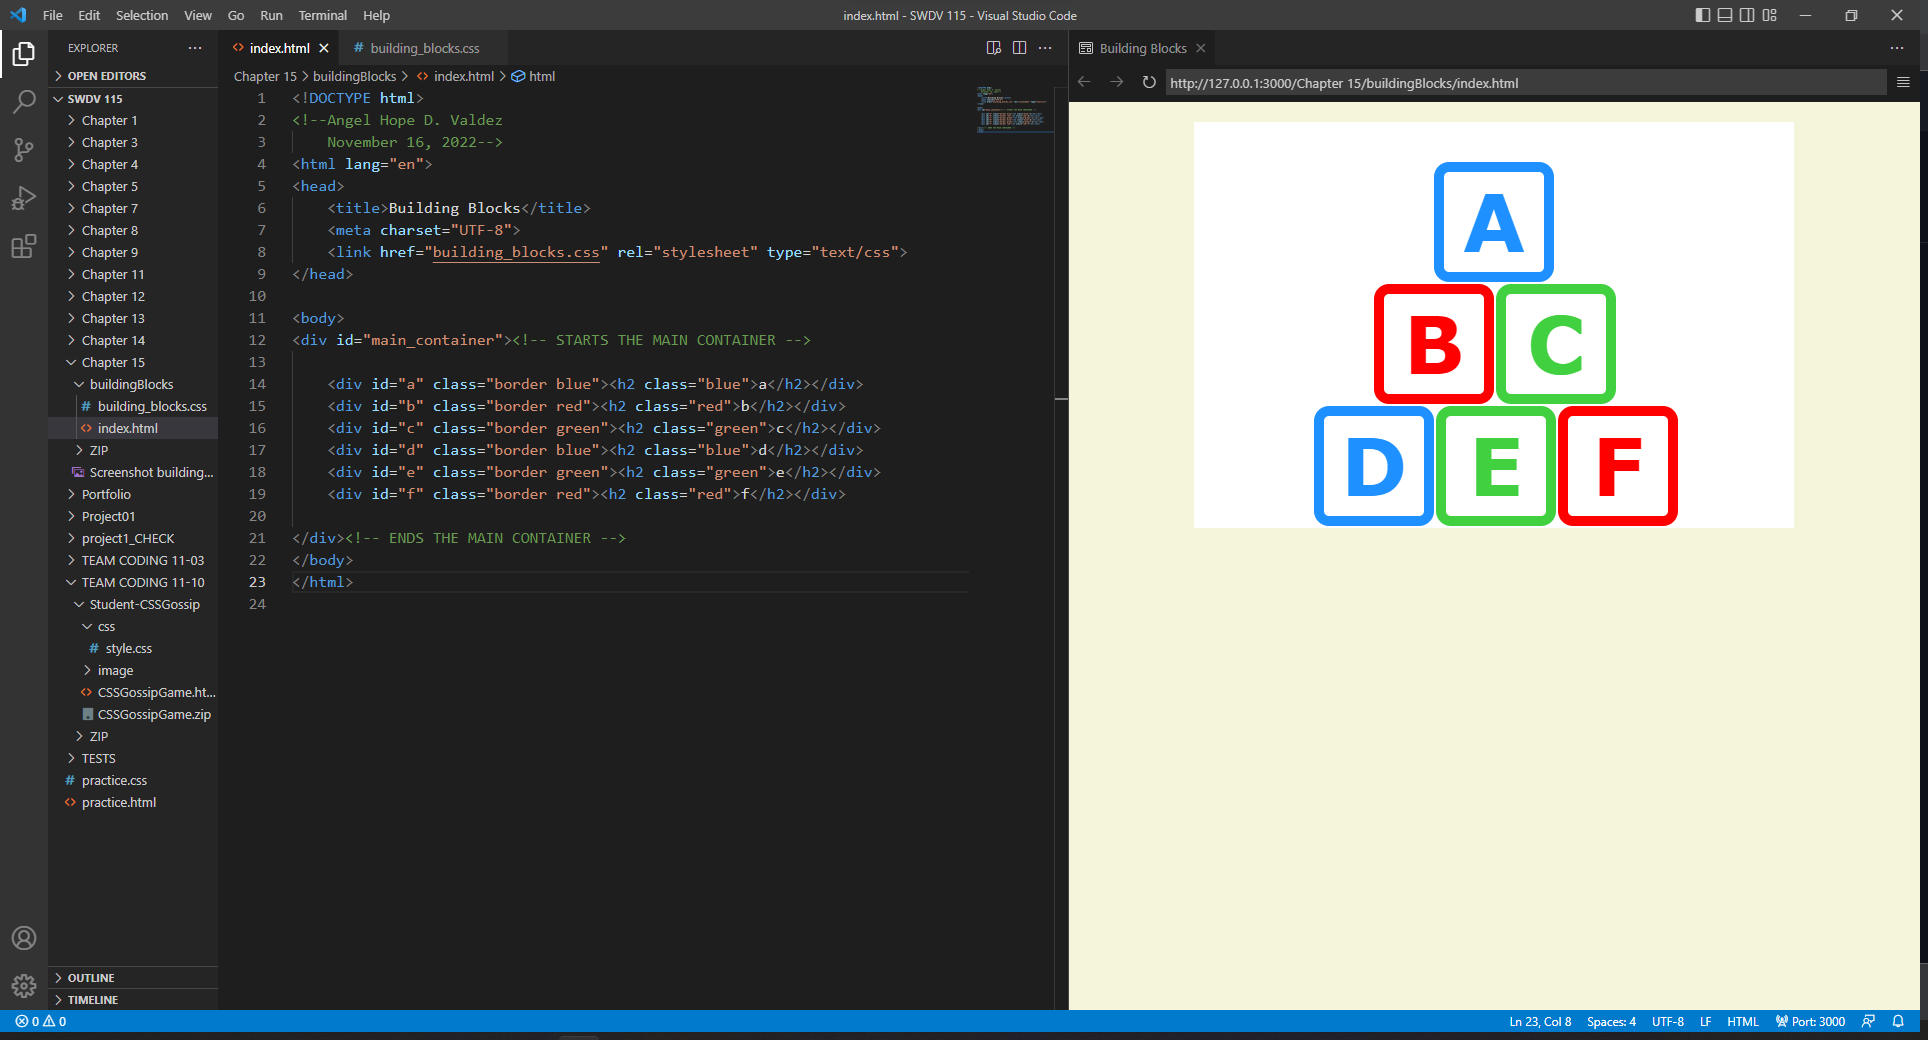 File Edit Selection View Go Run Terminal Help
index.html - SWDV 115 - Visual Studio Code
EXPLORER
OPEN EDITORS
SWDV 115
Chapter 1
Chapter 3
Chapter 4
Chapter 5
Chapter 7
Chapter 8
Chapter 9
Chapter 11
Chapter 12
Chapter 13
Chapter 14
Chapter 15
buildingBlocks
# building_blocks.css
<> index.html
ZIP
Screenshot building...
Portfolio
Project01
project1_CHECK
TEAM CODING 11-03
TEAM CODING 11-10
Student-CSSGossip
css
# style.css
image
<> CSSGossipGame.ht...
CSSGossipGame.zip
ZIP
TESTS
# practice.css
<> practice.html
OUTLINE
TIMELINE
<> index.html
# building_blocks.css
Chapter 15 > buildingBlocks > <> index.html > html
1 <!DOCTYPE html>
2 <!--Angel Hope D. Valdez
3 November 16, 2022-->
4 <html lang="en">
5 <head>
6 <title>Building Blocks</title>
7 <meta charset="UTF-8">
8 <link href="building_blocks.css" rel="stylesheet" type="text/css">
9 </head>
10
11 <body>
12 <div id="main_container"><!-- STARTS THE MAIN CONTAINER -->
13
14 <div id="a" class="border blue"><h2 class="blue">a</h2></div>
15 <div id="b" class="border red"><h2 class="red">b</h2></div>
16 <div id="c" class="border green"><h2 class="green">c</h2></div>
17 <div id="d" class="border blue"><h2 class="blue">d</h2></div>
18 <div id="e" class="border green"><h2 class="green">e</h2></div>
19 <div id="f" class="border red"><h2 class="red">f</h2></div>
20
21 </div><!-- ENDS THE MAIN CONTAINER -->
22 </body>
23 </html>
24
Building Blocks
http://127.0.0.1:3000/Chapter 15/buildingBlocks/index.html
A
B C
D E F
0 0
Ln 23, Col 8 Spaces: 4 UTF-8 LF HTML Port: 3000